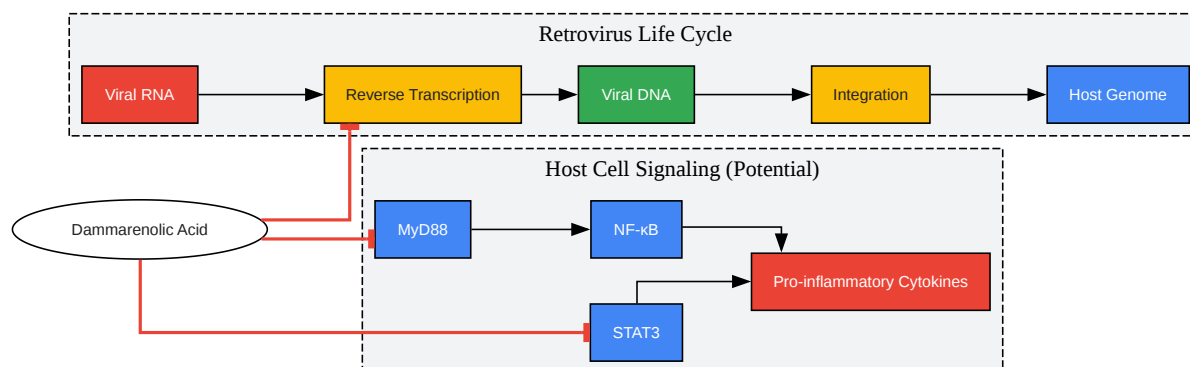 Retrovirus Life Cycle
Viral RNA
Reverse Transcription
Viral DNA
Integration
Host Genome
Host Cell Signaling (Potential)
Dammarenolic Acid
MyD88
NF-κB
Pro-inflammatory Cytokines
STAT3